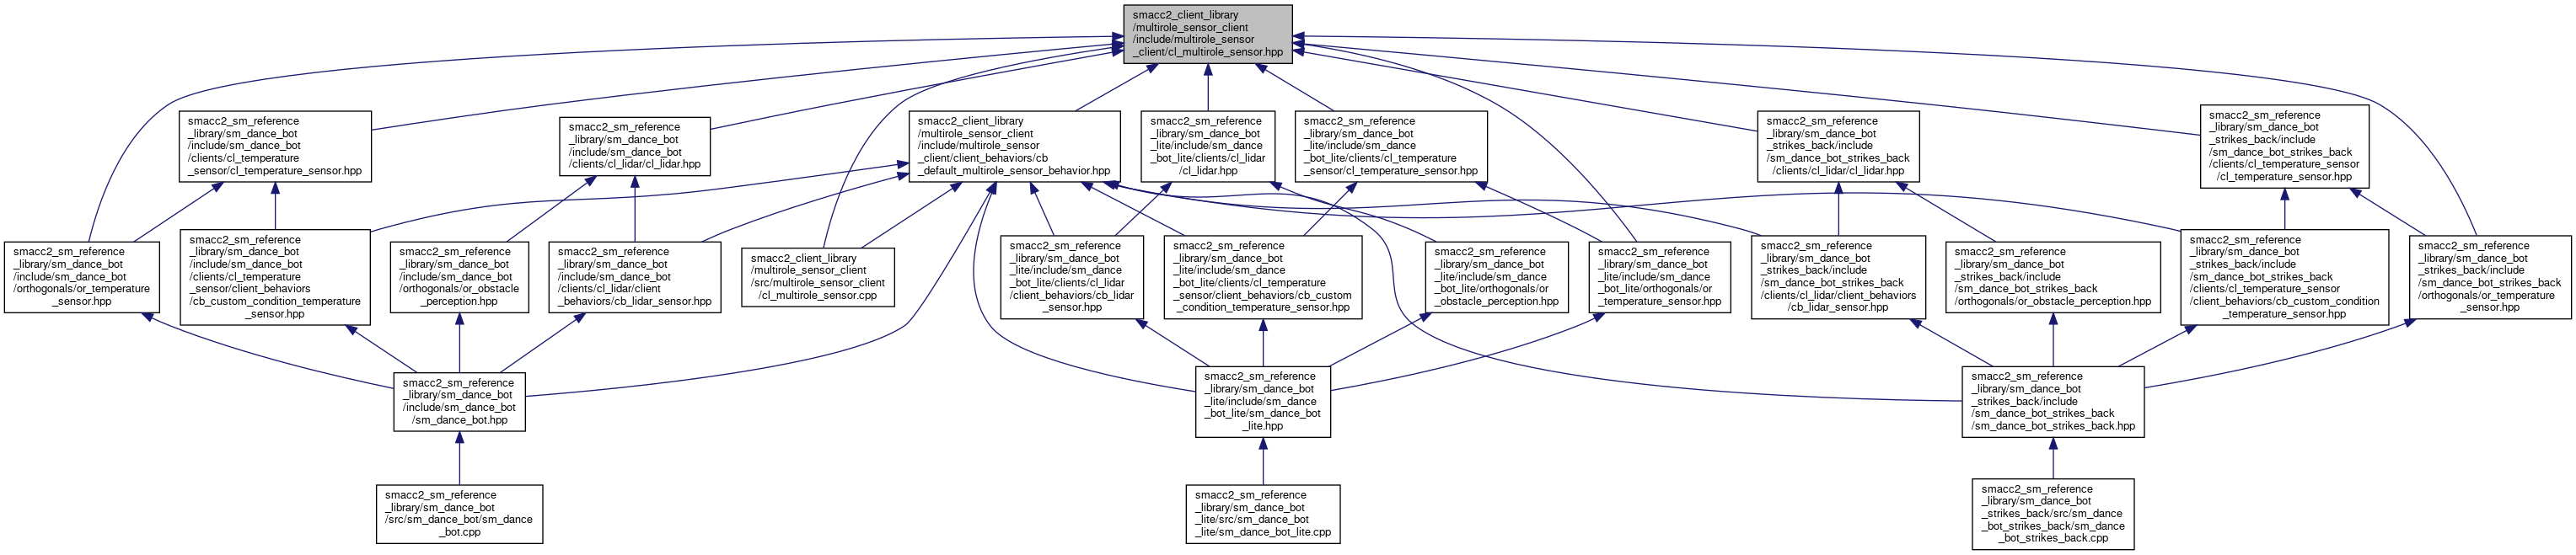 smacc2_client_library
/multirole_sensor_client
/include/multirole_sensor
_client/cl_multirole_sensor.hpp
smacc2_sm_reference
_library/sm_dance_bot
/include/sm_dance_bot
/clients/cl_temperature
_sensor/cl_temperature_sensor.hpp
smacc2_sm_reference
_library/sm_dance_bot
/include/sm_dance_bot
/clients/cl_lidar/cl_lidar.hpp
smacc2_client_library
/multirole_sensor_client
/include/multirole_sensor
_client/client_behaviors/cb
_default_multirole_sensor_behavior.hpp
smacc2_sm_reference
_library/sm_dance_bot
_lite/include/sm_dance
_bot_lite/clients/cl_lidar
/cl_lidar.hpp
smacc2_sm_reference
_library/sm_dance_bot
_lite/include/sm_dance
_bot_lite/clients/cl_temperature
_sensor/cl_temperature_sensor.hpp
smacc2_sm_reference
_library/sm_dance_bot
_strikes_back/include
/sm_dance_bot_strikes_back
/clients/cl_lidar/cl_lidar.hpp
smacc2_sm_reference
_library/sm_dance_bot
_strikes_back/include
/sm_dance_bot_strikes_back
/clients/cl_temperature_sensor
/cl_temperature_sensor.hpp
smacc2_sm_reference
_library/sm_dance_bot
/include/sm_dance_bot
/orthogonals/or_temperature
_sensor.hpp
smacc2_sm_reference
_library/sm_dance_bot
/include/sm_dance_bot
/clients/cl_temperature
_sensor/client_behaviors
/cb_custom_condition_temperature
_sensor.hpp
smacc2_sm_reference
_library/sm_dance_bot
/include/sm_dance_bot
/orthogonals/or_obstacle
_perception.hpp
smacc2_sm_reference
_library/sm_dance_bot
/include/sm_dance_bot
/clients/cl_lidar/client
_behaviors/cb_lidar_sensor.hpp
smacc2_client_library
/multirole_sensor_client
/src/multirole_sensor_client
/cl_multirole_sensor.cpp
smacc2_sm_reference
_library/sm_dance_bot
_lite/include/sm_dance
_bot_lite/clients/cl_lidar
/client_behaviors/cb_lidar
_sensor.hpp
smacc2_sm_reference
_library/sm_dance_bot
_lite/include/sm_dance
_bot_lite/clients/cl_temperature
_sensor/client_behaviors/cb_custom
_condition_temperature_sensor.hpp
smacc2_sm_reference
_library/sm_dance_bot
_lite/include/sm_dance
_bot_lite/orthogonals/or
_obstacle_perception.hpp
smacc2_sm_reference
_library/sm_dance_bot
_lite/include/sm_dance
_bot_lite/orthogonals/or
_temperature_sensor.hpp
smacc2_sm_reference
_library/sm_dance_bot
_strikes_back/include
/sm_dance_bot_strikes_back
/clients/cl_lidar/client_behaviors
/cb_lidar_sensor.hpp
smacc2_sm_reference
_library/sm_dance_bot
_strikes_back/include
/sm_dance_bot_strikes_back
/orthogonals/or_obstacle_perception.hpp
smacc2_sm_reference
_library/sm_dance_bot
_strikes_back/include
/sm_dance_bot_strikes_back
/clients/cl_temperature_sensor
/client_behaviors/cb_custom_condition
_temperature_sensor.hpp
smacc2_sm_reference
_library/sm_dance_bot
_strikes_back/include
/sm_dance_bot_strikes_back
/orthogonals/or_temperature
_sensor.hpp
smacc2_sm_reference
_library/sm_dance_bot
/include/sm_dance_bot
/sm_dance_bot.hpp
smacc2_sm_reference
_library/sm_dance_bot
_lite/include/sm_dance
_bot_lite/sm_dance_bot
_lite.hpp
smacc2_sm_reference
_library/sm_dance_bot
_strikes_back/include
/sm_dance_bot_strikes_back
/sm_dance_bot_strikes_back.hpp
smacc2_sm_reference
_library/sm_dance_bot
/src/sm_dance_bot/sm_dance
_bot.cpp
smacc2_sm_reference
_library/sm_dance_bot
_lite/src/sm_dance_bot
_lite/sm_dance_bot_lite.cpp
smacc2_sm_reference
_library/sm_dance_bot
_strikes_back/src/sm_dance
_bot_strikes_back/sm_dance
_bot_strikes_back.cpp